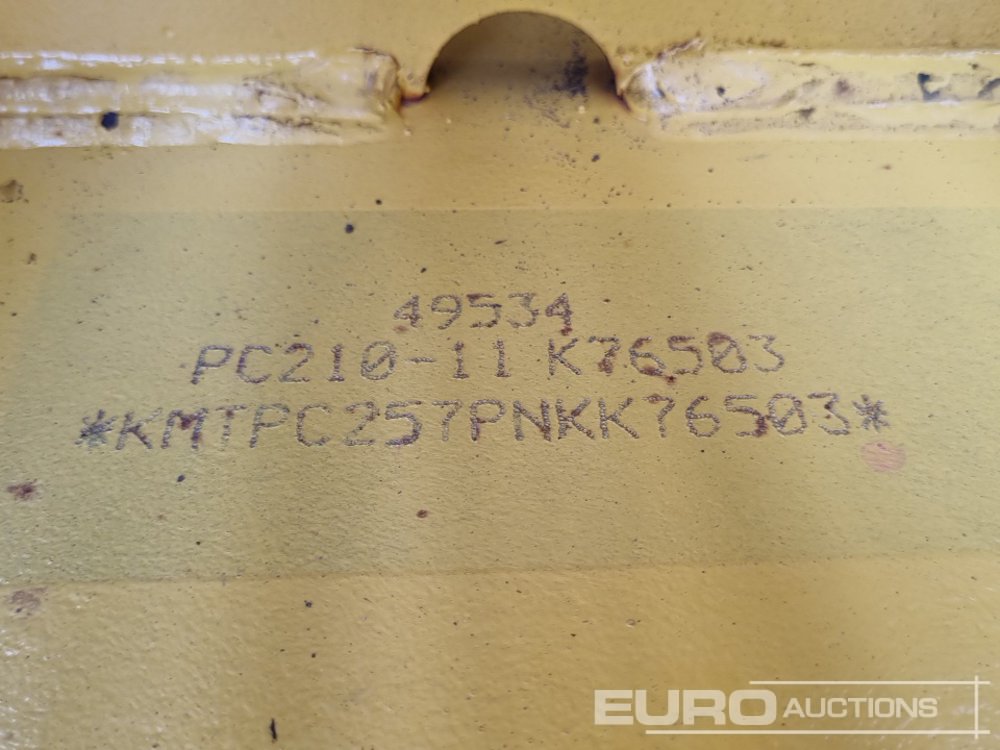 49534
PC210-11 K76503
*KMTPC257PNKK76503*
EURO AUCTIONS